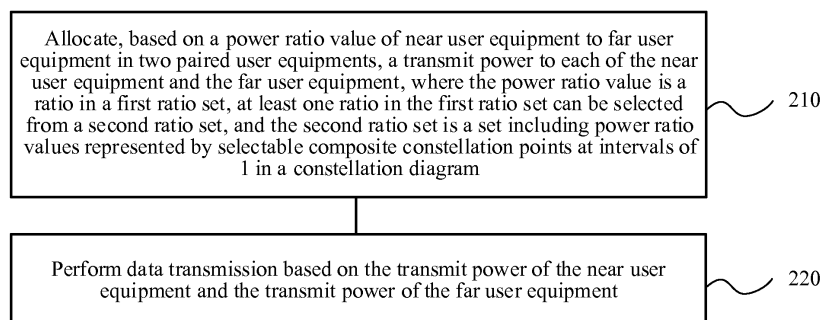 Allocate, based on a power ratio value of near user equipment to far user
equipment in two paired user equipments, a transmit power to each of the near
user equipment and the far user equipment, where the power ratio value is a
ratio in a first ratio set, at least one ratio in the first ratio set can be selected
from a second ratio set, and the second ratio set is a set including power ratio
values represented by selectable composite constellation points at intervals of
1 in a constellation diagram
210
Perform data transmission based on the transmit power of the near user
equipment and the transmit power of the far user equipment
220